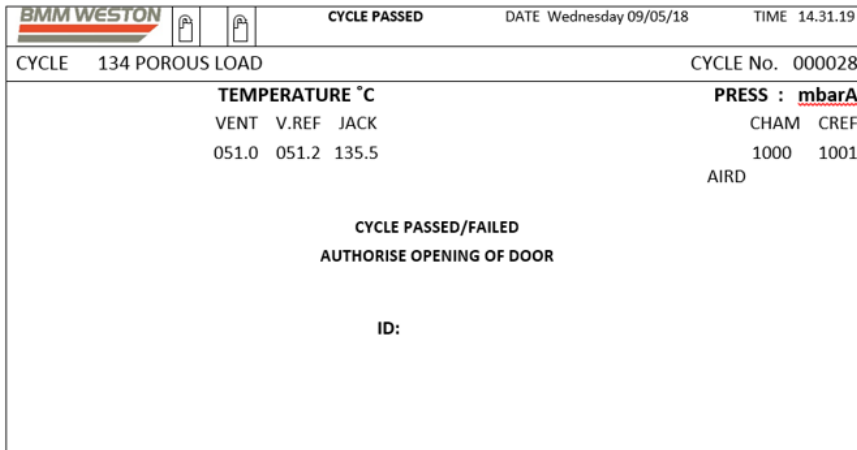 BMM WESTON CYCLE PASSED DATE Wednesday 09/05/18 TIME 14.31.19
CYCLE 134 POROUS LOAD CYCLE No. 000028
TEMPERATURE °C PRESS : mbarA
VENT V.REF JACK CHAM CREF
051.0 051.2 135.5 1000 1001
AIRD
CYCLE PASSED/FAILED
AUTHORISE OPENING OF DOOR
ID: